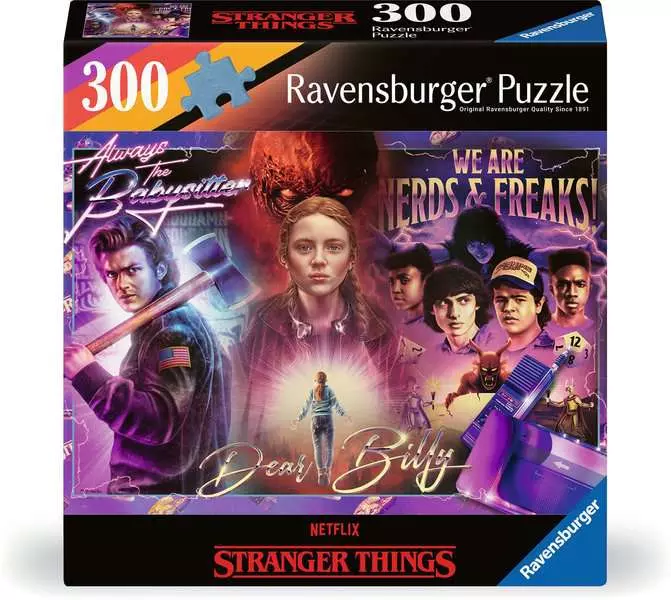 STRANGER
THINGS
300
Ravensburger
Puzzle
Ravensburger
300
Ravensburger® Puzzle
Original Ravensburger Quality Since 1891
Always
The
Babysitter
WE ARE
NERDS & FREAKS!
12
8
Dear Billy
NETFLIX
STRANGER THINGS
Ravensburger